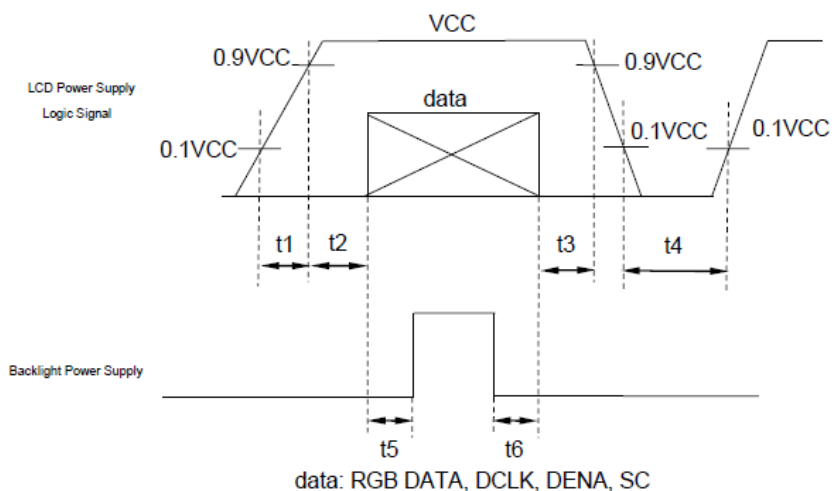 VCC
0.9VCC
0.9VCC
LCD Power Supply
Logic Signal
data
0.1VCC
0.1VCC
0.1VCC
t1
t2
t3
t4
Backlight Power Supply
t5
t6
data: RGB DATA, DCLK, DENA, SC